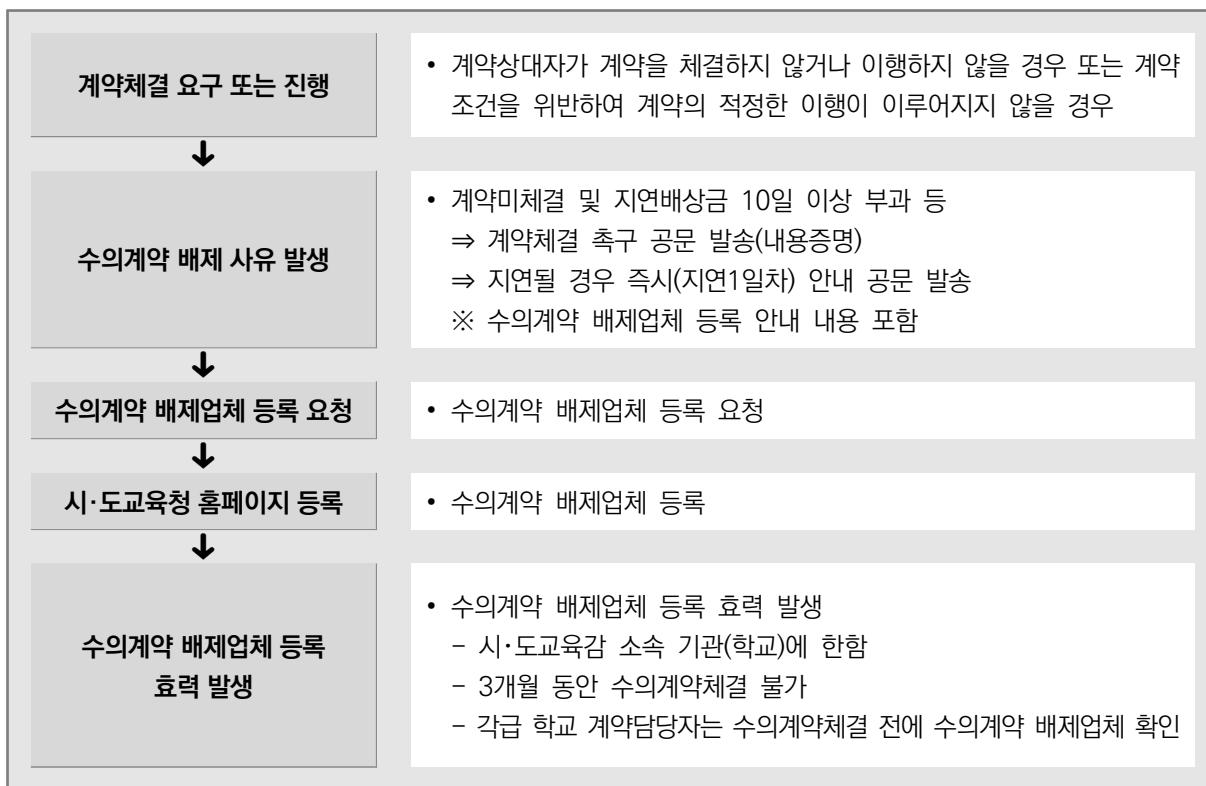 계약체결 요구 또는 진행
• 계약상대자가 계약을 체결하지 않거나 이행하지 않을 경우 또는 계약
조건을 위반하여 계약의 적정한 이행이 이루어지지 않을 경우
↓
수의계약 배제 사유 발생
• 계약미체결 및 지연배상금 10일 이상 부과 등
⇒ 계약체결 촉구 공문 발송(내용증명)
⇒ 지연될 경우 즉시(지연1일차) 안내 공문 발송
※ 수의계약 배제업체 등록 안내 내용 포함
↓
수의계약 배제업체 등록 요청
• 수의계약 배제업체 등록 요청
↓
시·도교육청 홈페이지 등록
• 수의계약 배제업체 등록
↓
수의계약 배제업체 등록
효력 발생
• 수의계약 배제업체 등록 효력 발생
- 시·도교육감 소속 기관(학교)에 한함
- 3개월 동안 수의계약체결 불가
- 각급 학교 계약담당자는 수의계약체결 전에 수의계약 배제업체 확인